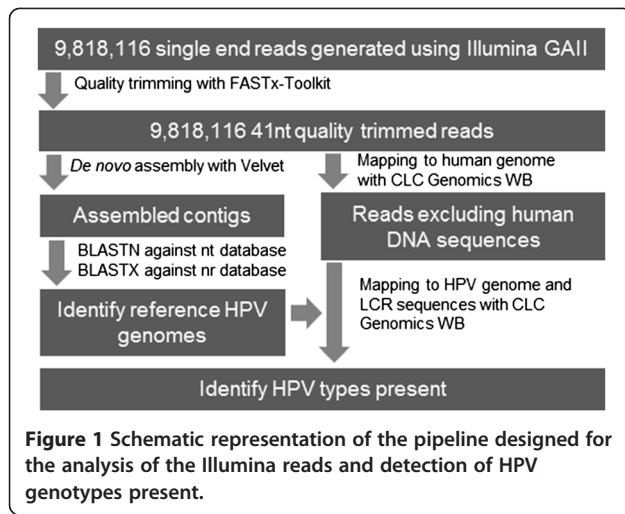 9,818,116 single end reads generated using Illumina GAII
Quality trimming with FASTx-Toolkit
9,818,116 41nt quality trimmed reads
De novo assembly with Velvet
Mapping to human genome
with CLC Genomics WB
Assembled contigs
Reads excluding human
DNA sequences
BLASTN against nt database
BLASTX against nr database
Mapping to HPV genome and
LCR sequences with CLC
Genomics WB
Identify reference HPV
genomes
Identify HPV types present
Figure 1 Schematic representation of the pipeline designed for
the analysis of the Illumina reads and detection of HPV
genotypes present.